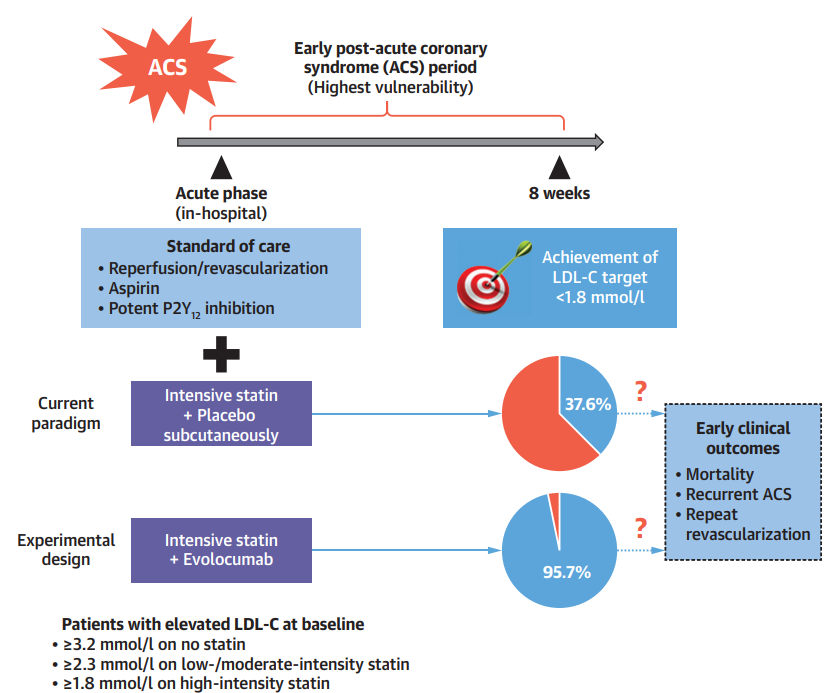 ACS
Early post-acute coronary
syndrome (ACS) period
(Highest vulnerability)
Acute phase
(in-hospital)
8 weeks
Standard of care
• Reperfusion/revascularization
• Aspirin
• Potent P2Y12 inhibition
Achievement of
LDL-C target
<1.8 mmol/l
Current
paradigm
Intensive statin
+ Placebo
subcutaneously
37.6%
?
Early clinical
outcomes
• Mortality
• Recurrent ACS
• Repeat
revascularization
Experimental
design
Intensive statin
+ Evolocumab
95.7%
?
Patients with elevated LDL-C at baseline
• ≥3.2 mmol/l on no statin
• ≥2.3 mmol/l on low-/moderate-intensity statin
• ≥1.8 mmol/l on high-intensity statin